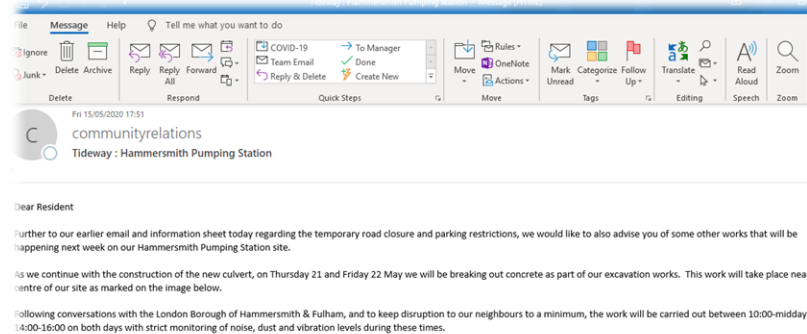 File Message Help Tell me what you want to do
Ignore
Junk
Delete Archive
Reply Reply All Forward
COVID-19 To Manager
Team Email Done
Reply & Delete Create New
Move
Rules
OneNote
Actions
Mark Unread Categorize Follow Up
Translate
Read Aloud
Zoom
Delete Respond Quick Steps Move Tags Editing Speech Zoom
Fri 15/05/2020 17:51
C
communityrelations
Tideway : Hammersmith Pumping Station
Dear Resident
Further to our earlier email and information sheet today regarding the temporary road closure and parking restrictions, we would like to also advise you of some other works that will be
happening next week on our Hammersmith Pumping Station site.
As we continue with the construction of the new culvert, on Thursday 21 and Friday 22 May we will be breaking out concrete as part of our excavation works. This work will take place nea
centre of our site as marked on the image below.
Following conversations with the London Borough of Hammersmith & Fulham, and to keep disruption to our neighbours to a minimum, the work will be carried out between 10:00-midday
14:00-16:00 on both days with strict monitoring of noise, dust and vibration levels during these times.